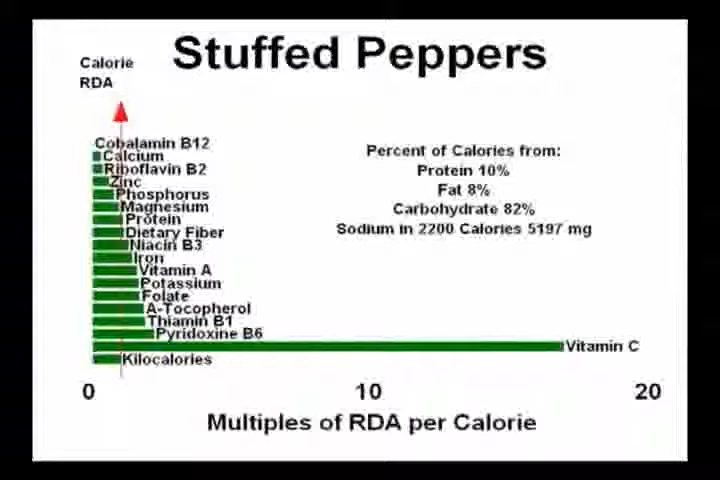 Stuffed Peppers
Calorie
RDA
Cobalamin B12
Calcium
Riboflavin B2
Zinc
Phosphorus
Magnesium
Protein
Dietary Fiber
Niacin B3
Iron
Vitamin A
Potassium
Folate
A-Tocopherol
Thiamin B1
Pyridoxine B6
Vitamin C
Kilocalories
Percent of Calories from:
Protein 10%
Fat 8%
Carbohydrate 82%
Sodium in 2200 Calories 5197 mg
0 10 20
Multiples of RDA per Calorie